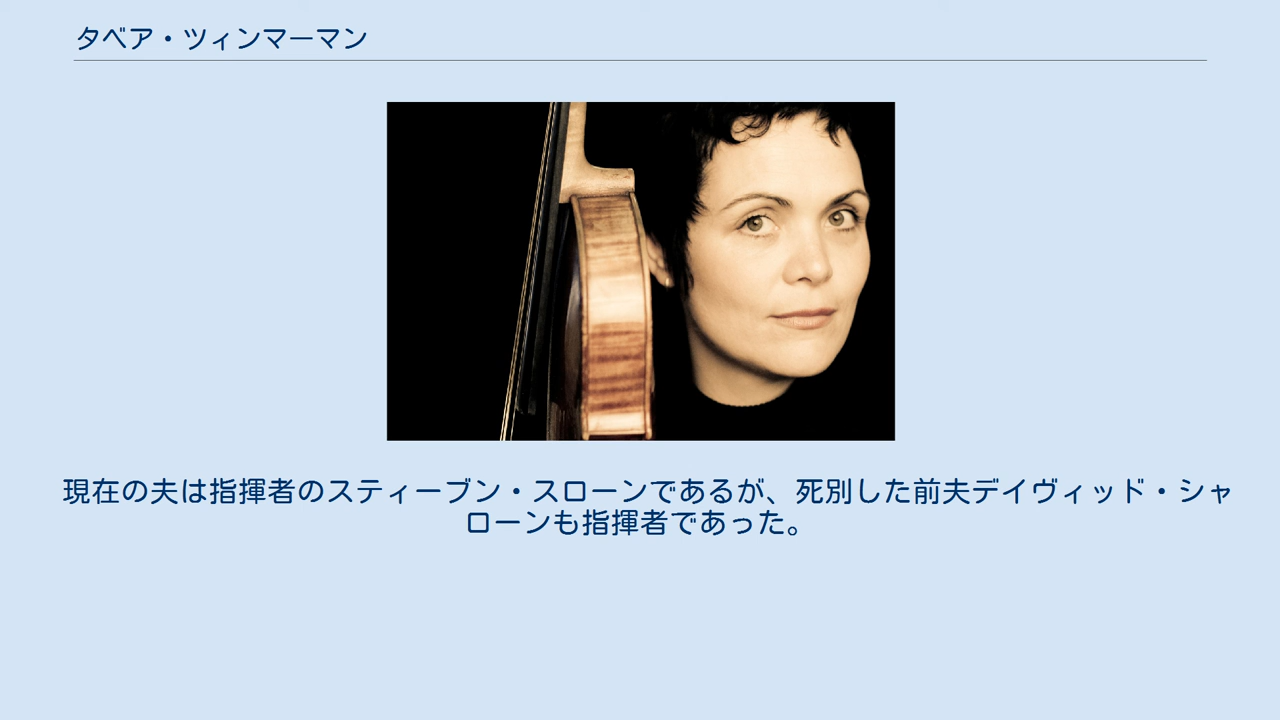 タベア・ツィンマーマン
現在の夫は指揮者のスティーブン・スローンであるが、死別した前夫デイヴィッド・シャ
ローンも指揮者であった。